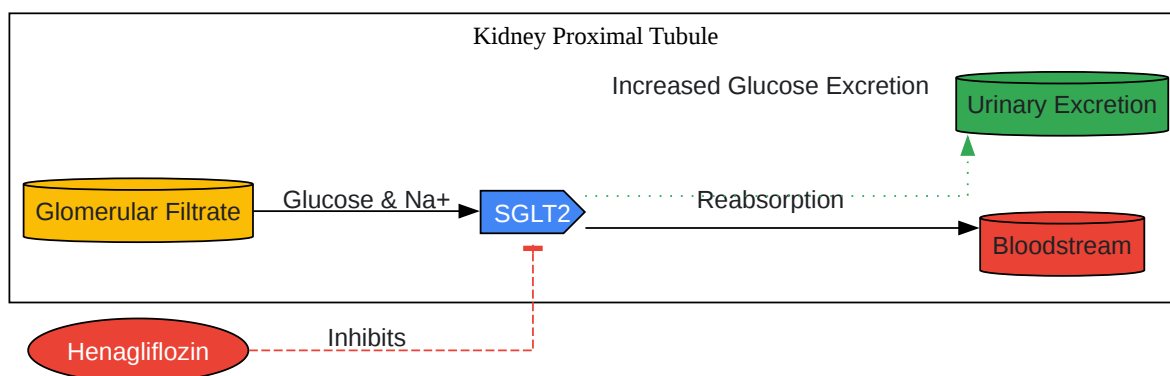 Kidney Proximal Tubule
Increased Glucose Excretion
Urinary Excretion
Glomerular Filtrate
Glucose & Na+
SGLT2
Reabsorption
Bloodstream
Henagliflozin
Inhibits